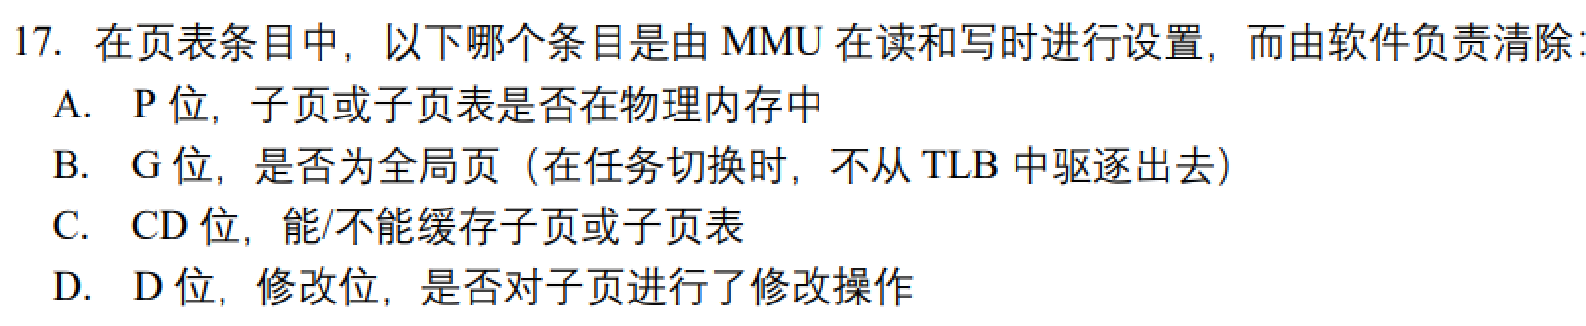 17. 在页表条目中，以下哪个条目是由 MMU 在读和写时进行设置，而由软件负责清除：
A. P 位，子页或子页表是否在物理内存中
B. G 位，是否为全局页（在任务切换时，不从 TLB 中驱逐出去）
C. CD 位，能/不能缓存子页或子页表
D. D 位，修改位，是否对子页进行了修改操作